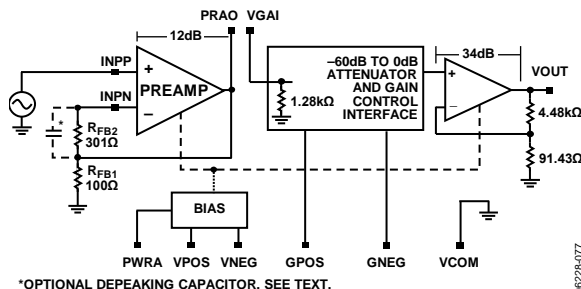 PRAO VGAI
12dB
INPP
+
PREAMP
INPN
–
*
RFB2
301Ω
RFB1
100Ω
–60dB TO 0dB
ATTENUATOR
AND GAIN
CONTROL
INTERFACE
1.28kΩ
34dB
+
–
VOUT
4.48kΩ
91.43Ω
BIAS
PWRA VPOS VNEG GPOS GNEG VCOM
*OPTIONAL DEPEAKING CAPACITOR. SEE TEXT.
06228-077